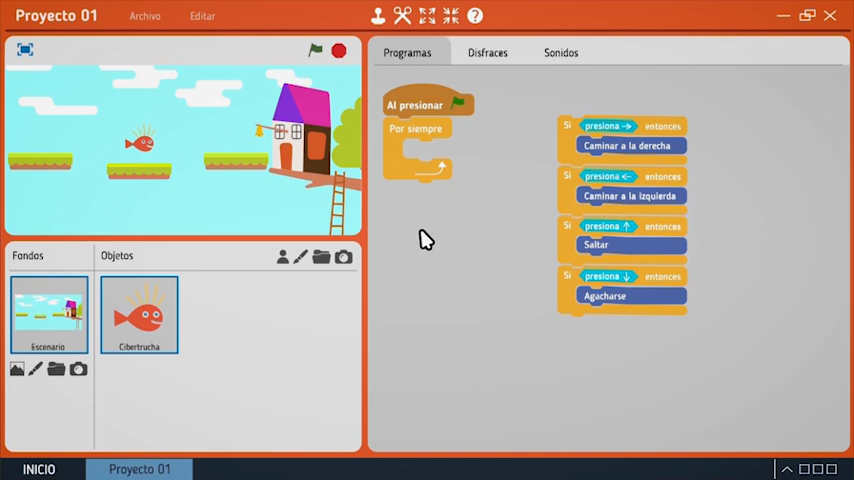 Proyecto 01
Archivo
Editar
Programas
Disfraces
Sonidos
Al presionar
Por siempre
Si presiona → entonces
Caminar a la derecha
Si presiona ← entonces
Caminar a la izquierda
Si presiona ↑ entonces
Saltar
Si presiona ↓ entonces
Agacharse
Fondos
Objetos
Escenario
Cibertrucha
INICIO
Proyecto 01